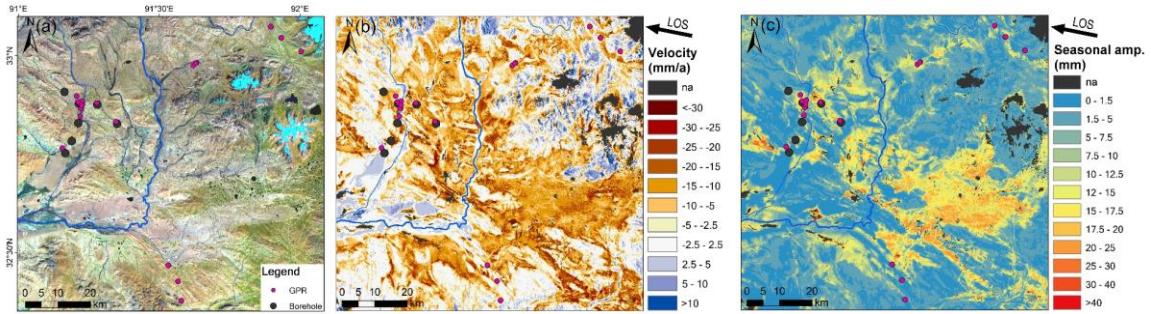 91°E
91°30'E
92°E
33°N
32°30'N
N
(a)
Legend
GPR
Borehole
0 5 10 20
km
N
(b)
LOS
Velocity
(mm/a)
na
<-30
-30 - -25
-25 - -20
-20 - -15
-15 - -10
-10 - -5
-5 - -2.5
-2.5 - 2.5
2.5 - 5
5 - 10
>10
0 5 10 20
km
N
(c)
LOS
Seasonal amp.
(mm)
na
0 - 1.5
1.5 - 5
5 - 7.5
7.5 - 10
10 - 12.5
12 - 15
15 - 17.5
17.5 - 20
20 - 25
25 - 30
30 - 40
>40
0 5 10 20
km